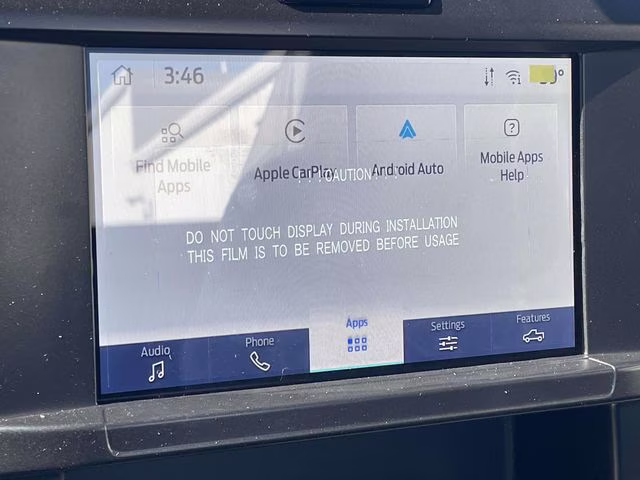 3:46
9°
Find Mobile
Apps
Apple CarPlay
Android Auto
Mobile Apps
Help
CAUTION
DO NOT TOUCH DISPLAY DURING INSTALLATION
THIS FILM IS TO BE REMOVED BEFORE USAGE
Audio
Phone
Apps
Settings
Features